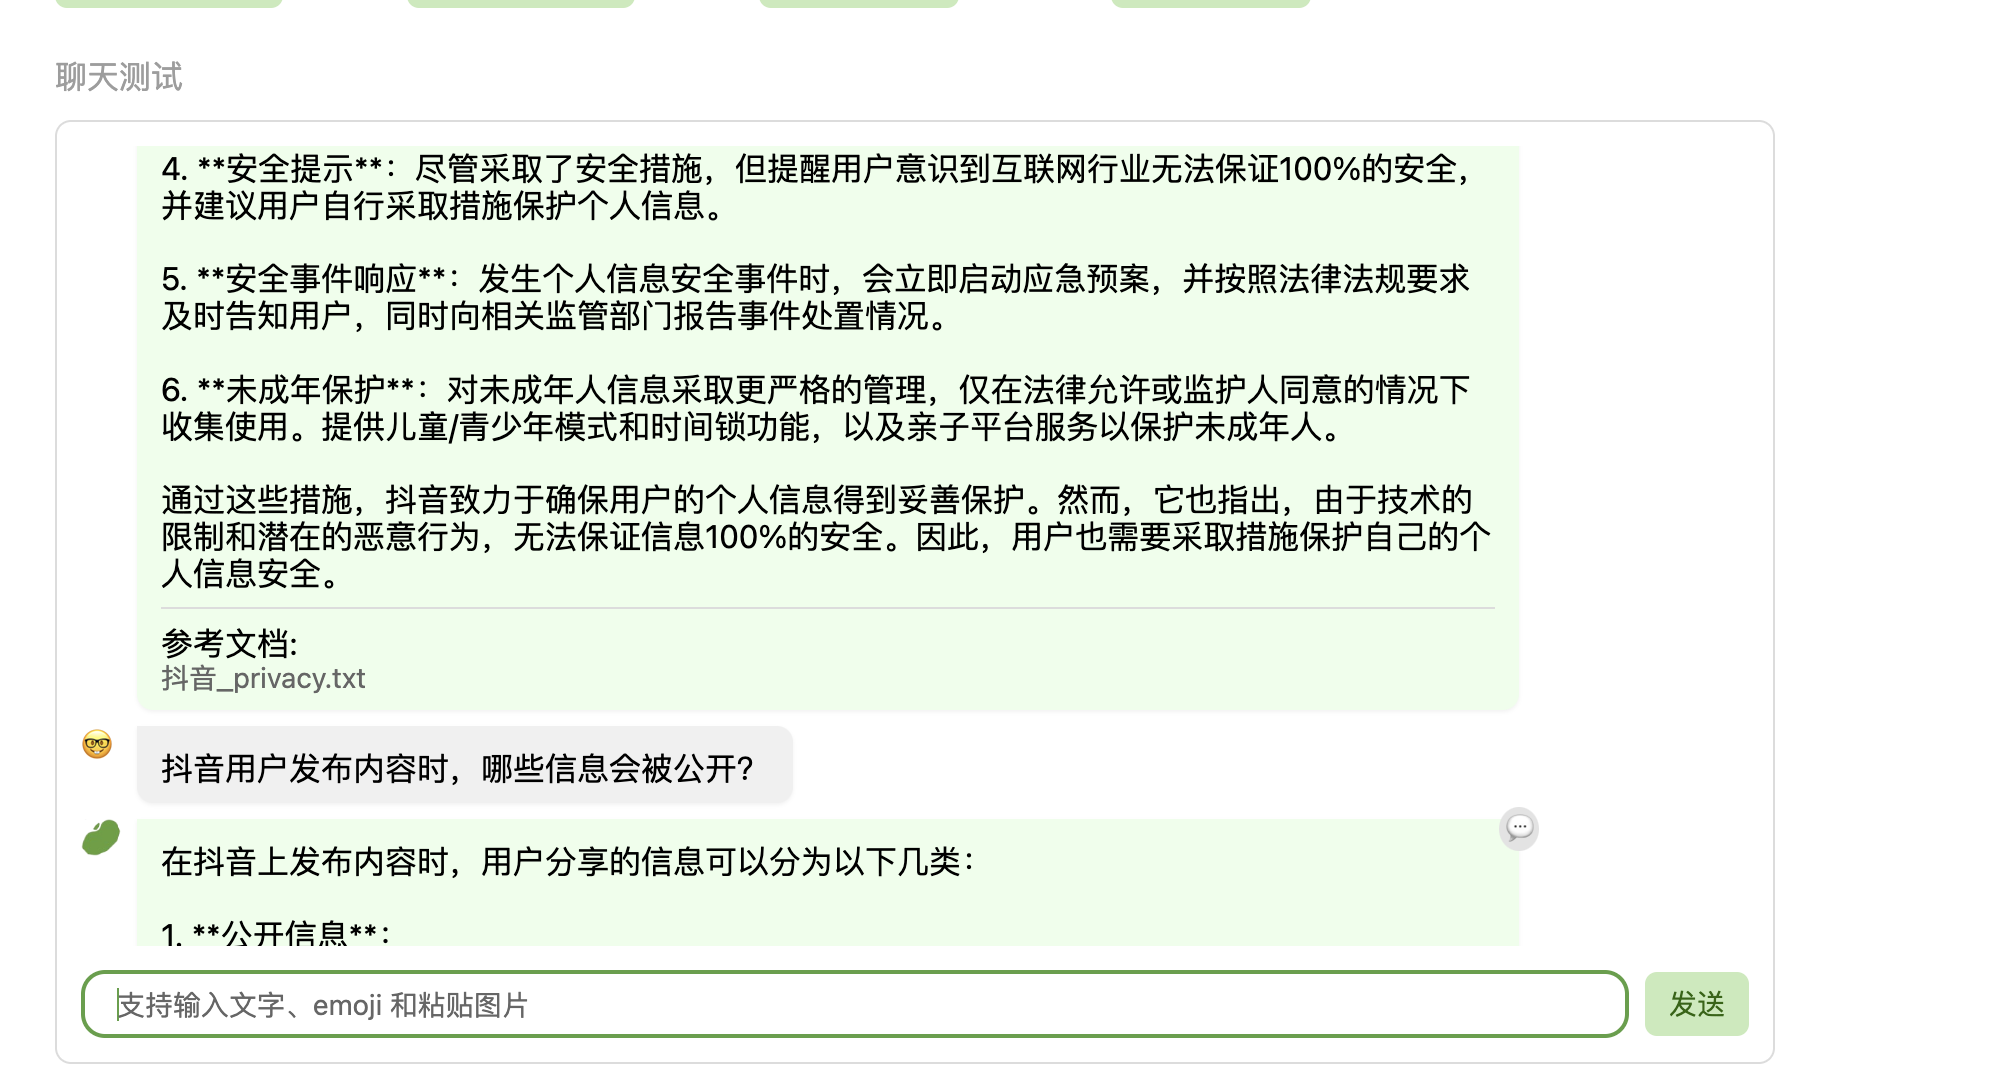 聊天测试
4. **安全提示**：尽管采取了安全措施，但提醒用户意识到互联网行业无法保证100%的安全，
并建议用户自行采取措施保护个人信息。
5. **安全事件响应**：发生个人信息安全事件时，会立即启动应急预案，并按照法律法规要求
及时告知用户，同时向相关监管部门报告事件处置情况。
6. **未成年保护**：对未成年人信息采取更严格的管理，仅在法律允许或监护人同意的情况下
收集使用。提供儿童/青少年模式和时间锁功能，以及亲子平台服务以保护未成年人。
通过这些措施，抖音致力于确保用户的个人信息得到妥善保护。然而，它也指出，由于技术的
限制和潜在的恶意行为，无法保证信息100%的安全。因此，用户也需要采取措施保护自己的个
人信息安全。
参考文档:
抖音_privacy.txt
抖音用户发布内容时，哪些信息会被公开?
在抖音上发布内容时，用户分享的信息可以分为以下几类：
1. **公开信息**：
支持输入文字、emoji 和粘贴图片
发送